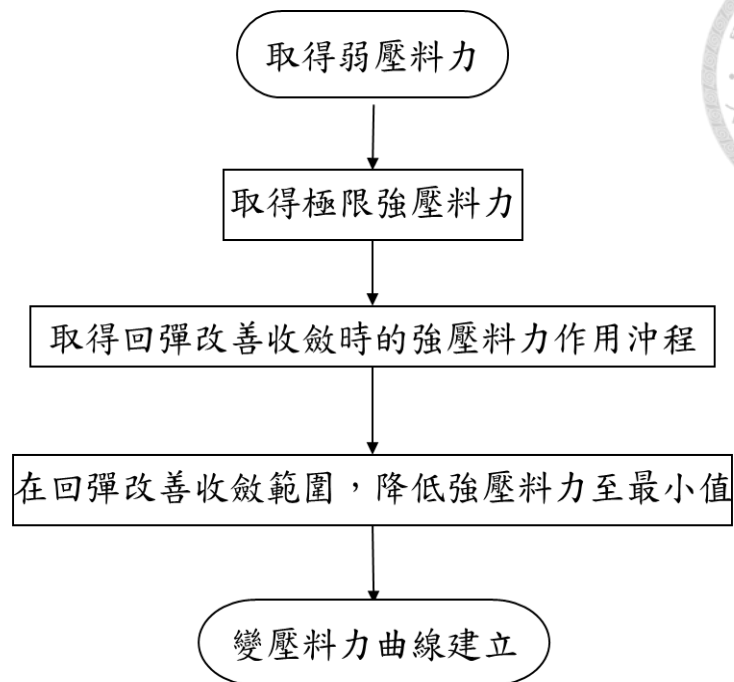 取得弱壓料力
取得極限強壓料力
取得回彈改善收斂時的強壓料力作用沖程
在回彈改善收斂範圍，降低強壓料力至最小值
變壓料力曲線建立